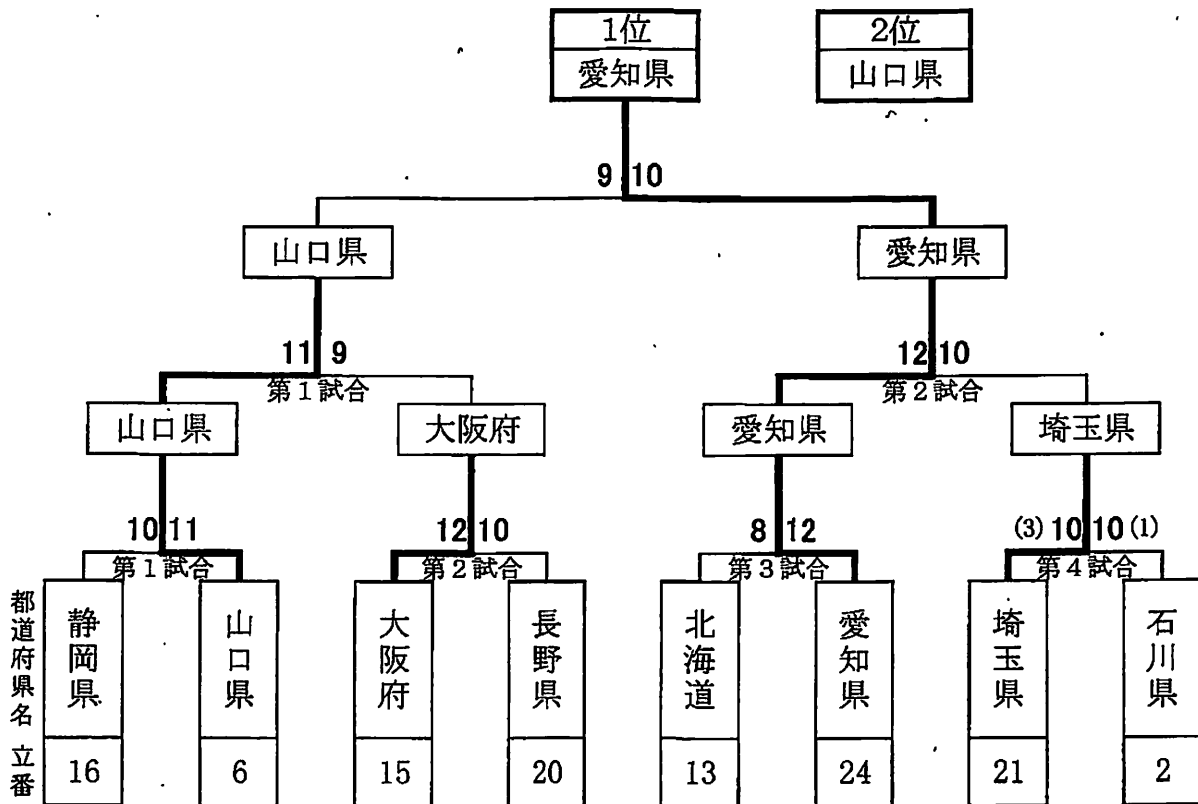 1位 2位
愛知県 山口県
9 10
山口県 愛知県
11 9 12 10
第1試合 第2試合
山口県 大阪府 愛知県 埼玉県
10 11 12 10 8 12 (3) 10 10 (1)
第1試合 第2試合 第3試合 第4試合
都道府県名 静岡県 山口県 大阪府 長野県 北海道 愛知県 埼玉県 石川県
立番 16 6 15 20 13 24 21 2